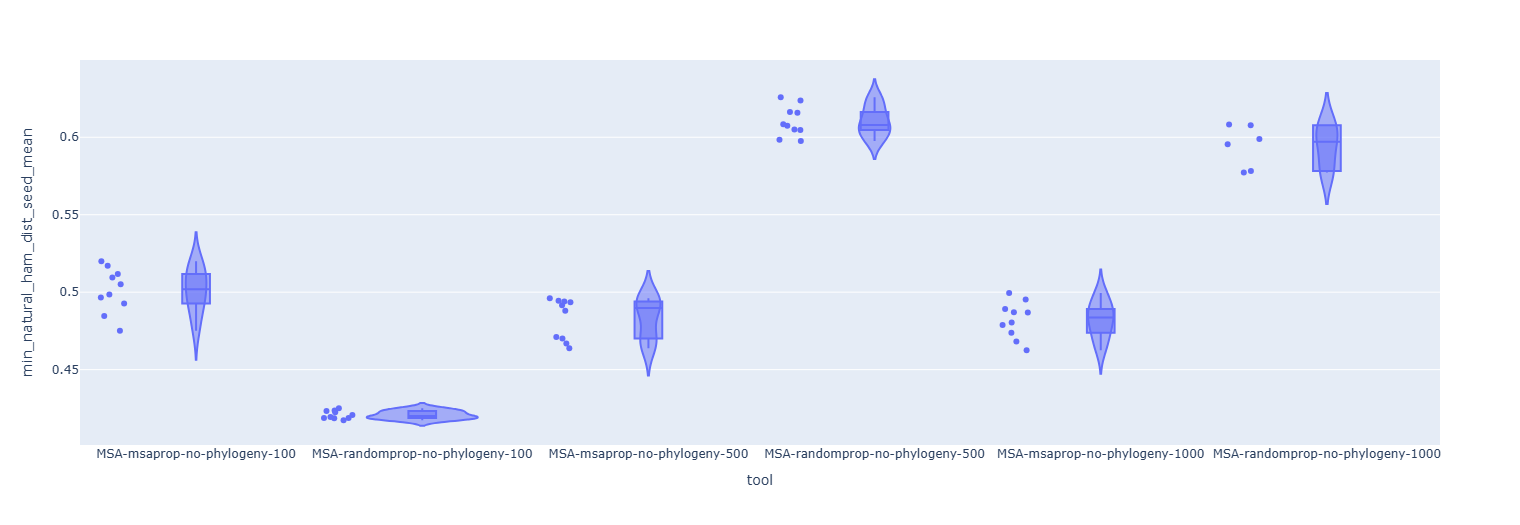 min_natural_ham_dist_seed_mean
0.6
0.55
0.5
0.45
MSA-msaprop-no-phylogeny-100
MSA-randomprop-no-phylogeny-100
MSA-msaprop-no-phylogeny-500
MSA-randomprop-no-phylogeny-500
MSA-msaprop-no-phylogeny-1000
MSA-randomprop-no-phylogeny-1000
tool